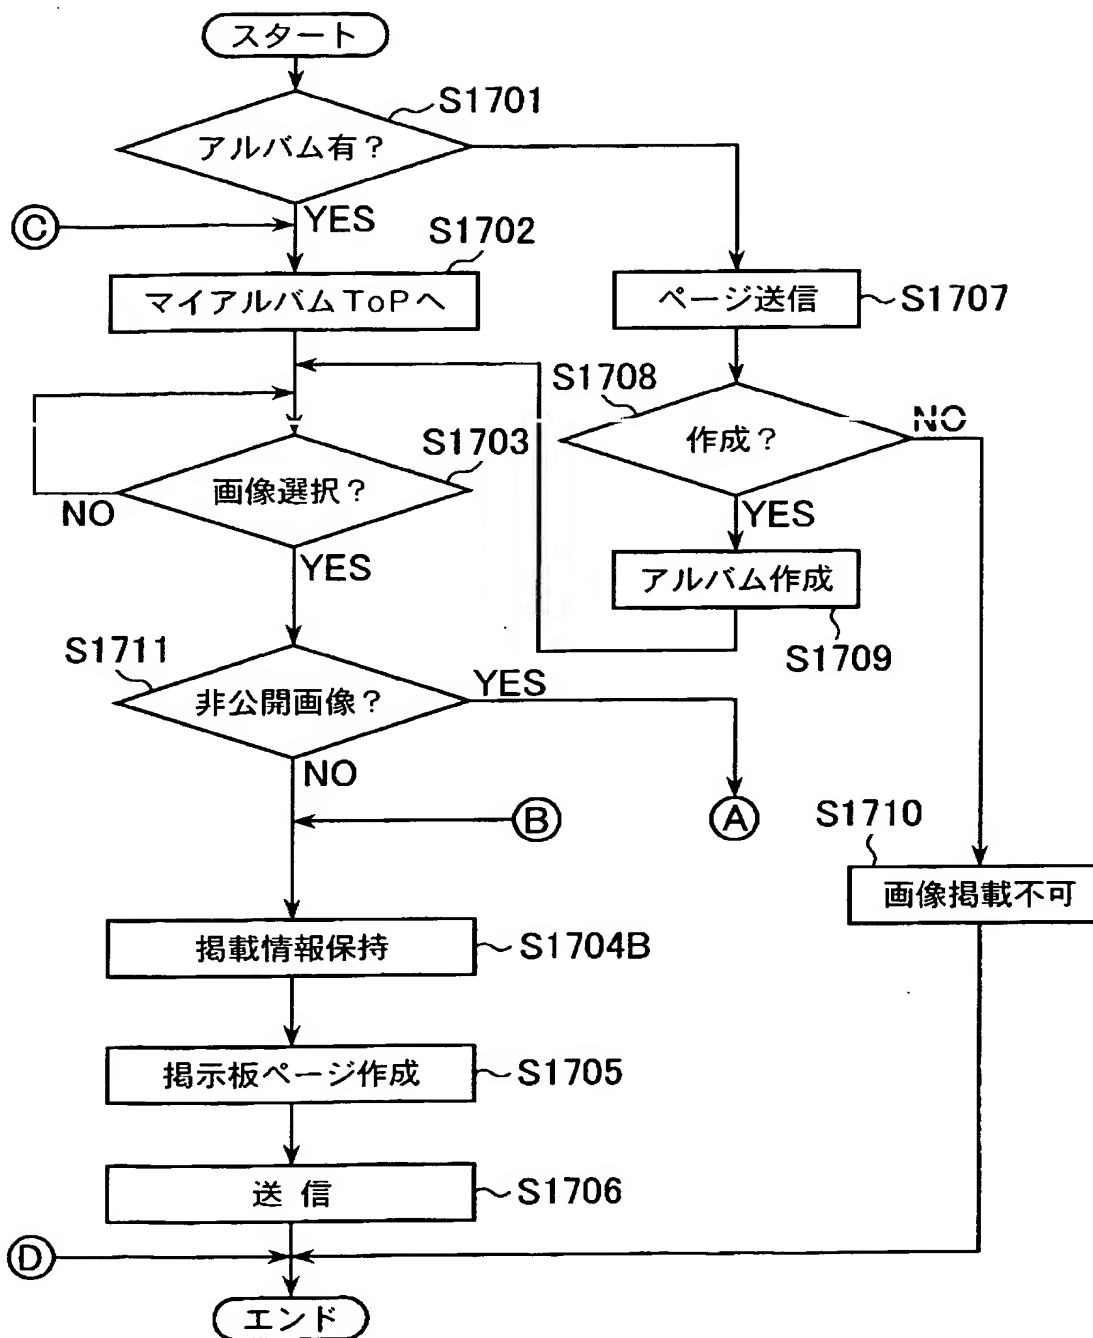 スタート
S1701
アルバム有?
C
YES
S1702
マイアルバムToPへ
ページ送信
S1707
S1708
作成?
NO
S1703
画像選択?
NO
YES
YES
アルバム作成
S1709
S1711
非公開画像?
YES
NO
B
A
S1710
画像掲載不可
掲載情報保持
S1704B
掲示板ページ作成
S1705
送 信
S1706
D
エンド